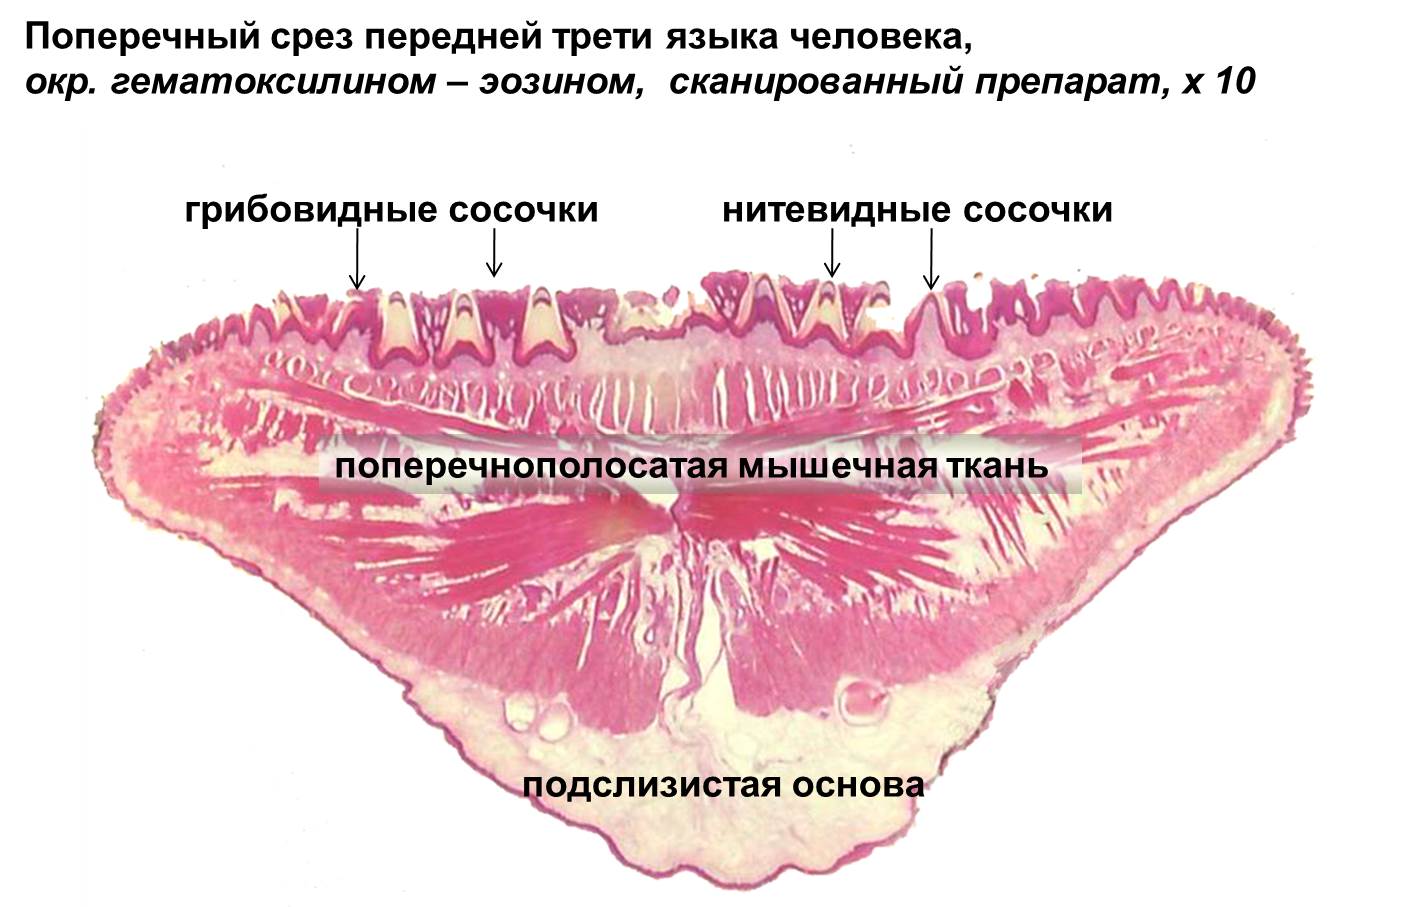 Поперечный срез передней трети языка человека,
окр. гематоксилином – эозином, сканированный препарат, х 10
грибовидные сосочки
нитевидные сосочки
поперечнополосатая мышечная ткань
подслизистая основа